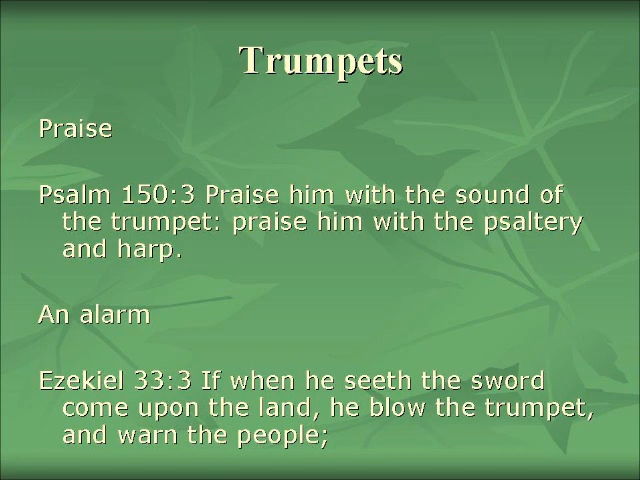 Trumpets
Praise
Psalm 150:3 Praise him with the sound of
the trumpet: praise him with the psaltery
and harp.
An alarm
Ezekiel 33:3 If when he seeth the sword
come upon the land, he blow the trumpet,
and warn the people;